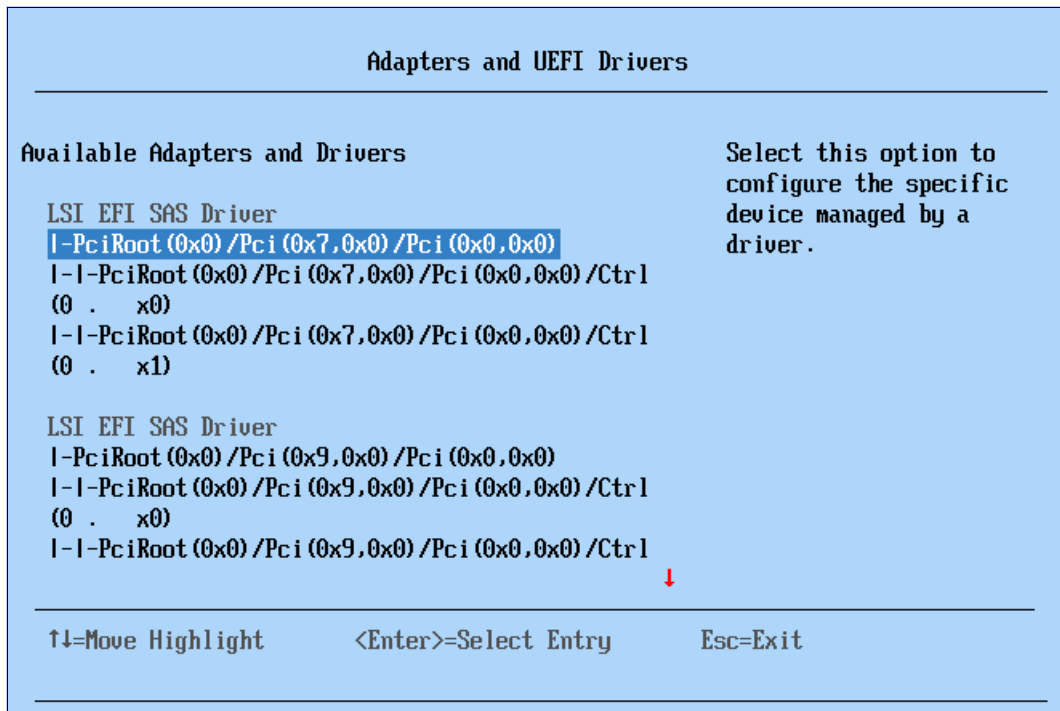 Adapters and UEFI Drivers
Available Adapters and Drivers
LSI EFI SAS Driver
|-PciRoot(0x0)/Pci(0x7,0x0)/Pci(0x0,0x0)
|-|-PciRoot(0x0)/Pci(0x7,0x0)/Pci(0x0,0x0)/Ctrl
(0 .   x0)
|-|-PciRoot(0x0)/Pci(0x7,0x0)/Pci(0x0,0x0)/Ctrl
(0 .   x1)
LSI EFI SAS Driver
|-PciRoot(0x0)/Pci(0x9,0x0)/Pci(0x0,0x0)
|-|-PciRoot(0x0)/Pci(0x9,0x0)/Pci(0x0,0x0)/Ctrl
(0 .   x0)
|-|-PciRoot(0x0)/Pci(0x9,0x0)/Pci(0x0,0x0)/Ctrl
↓
Select this option to
configure the specific
device managed by a
driver.
↑↓=Move Highlight <Enter>=Select Entry Esc=Exit